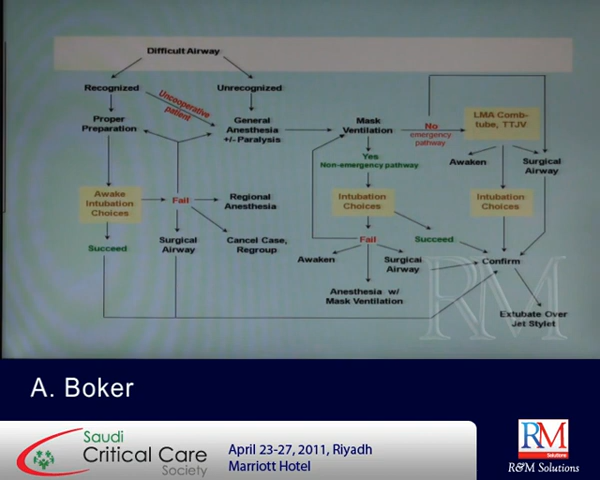 Difficult Airway
Recognized
Unrecognized
Uncooperative
patient
Proper
Preparation
General
Anesthesia
+/- Paralysis
Mask
Ventilation
No
emergency
pathway
LMA Comb-
tube, TTJV
Yes
Non-emergency pathway
Awaken
Surgical
Airway
Awake
Intubation
Choices
Fail
Regional
Anesthesia
Intubation
Choices
Intubation
Choices
Succeed
Surgical
Airway
Cancel Case,
Regroup
Fail
Succeed
Awaken
Surgical
Airway
Confirm
Anesthesia w/
Mask Ventilation
Extubate Over
Jet Stylet
RM
A. Boker
Saudi
Critical Care
Society
April 23-27, 2011, Riyadh
Marriott Hotel
RM
Solutions
R&M Solutions